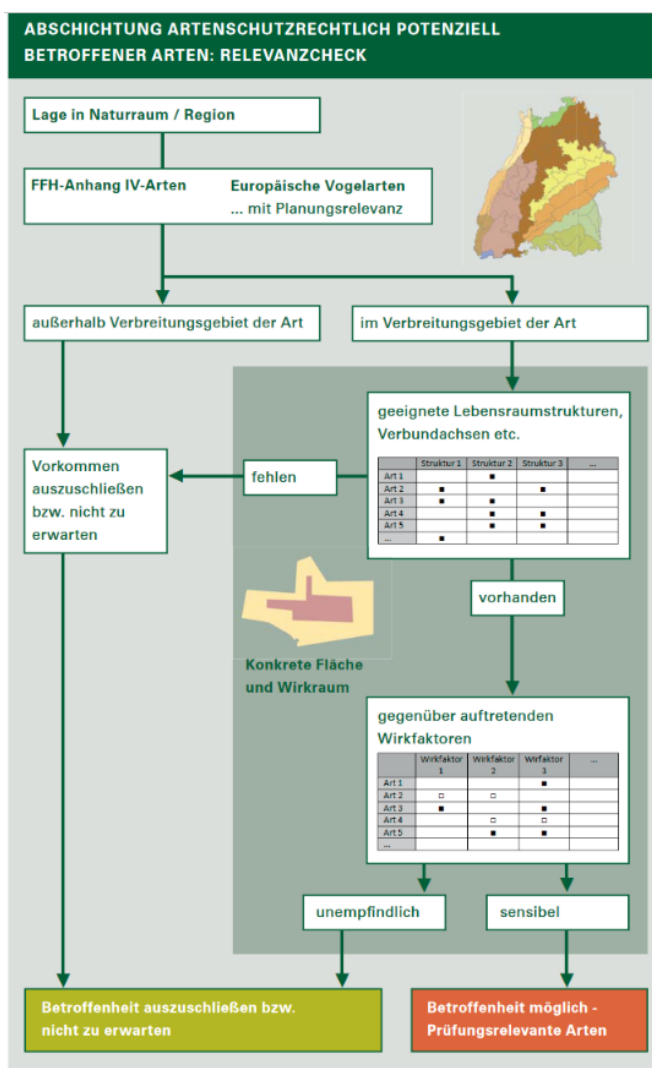 ABSCHICHTUNG ARTENSCHUTZRECHTLICH POTENZIELL
BETROFFENER ARTEN: RELEVANZCHECK
Lage in Naturraum / Region
FFH-Anhang IV-Arten Europäische Vogelarten
... mit Planungsrelevanz
außerhalb Verbreitungsgebiet der Art
im Verbreitungsgebiet der Art
geeignete Lebensraumstrukturen,
Verbundachsen etc.
Struktur 1 Struktur 2 Struktur 3 ...
Art 1 ■
Art 2 ■ ■
Art 3 ■ ■
Art 4 ■ ■
Art 5 ■ ■
... ■
fehlen
Vorkommen
auszuschließen
bzw. nicht zu
erwarten
vorhanden
Konkrete Fläche
und Wirkraum
gegenüber auftretenden
Wirkfaktoren
Wirkfaktor Wirkfaktor Wirfaktor ...
1 2 3
Art 1 ■
Art 2 □ □
Art 3 ■ ■
Art 4 □ □
Art 5 ■ ■
...
unempfindlich
sensibel
Betroffenheit auszuschließen bzw.
nicht zu erwarten
Betroffenheit möglich -
Prüfungsrelevante Arten